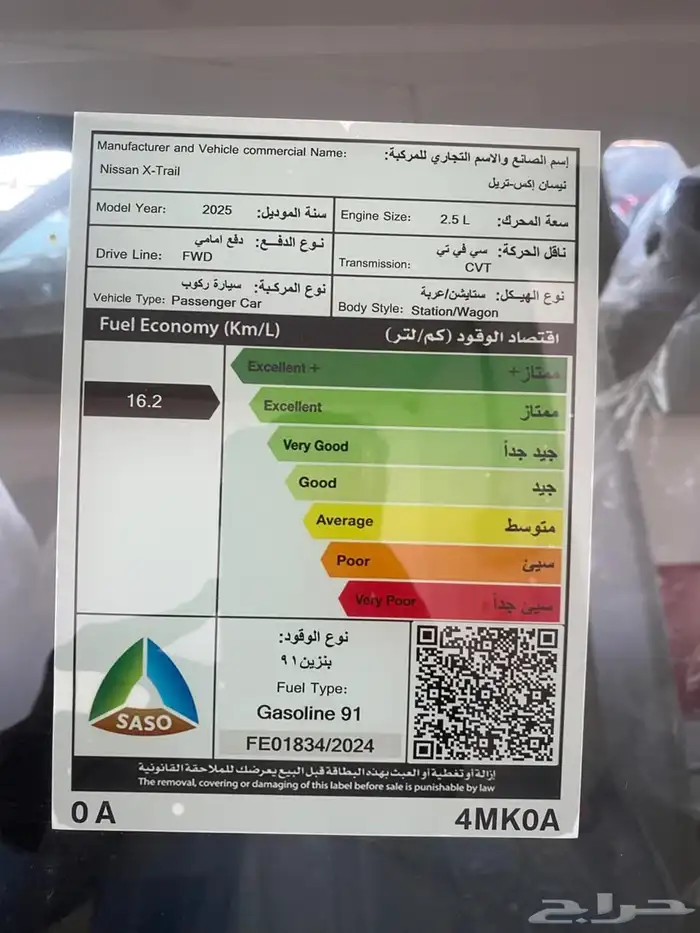 Manufacturer and Vehicle commercial Name: إسم الصانع والاسم التجاري للمركبة:
Nissan X-Trail نيسان إكس-تريل
Model Year: 2025 سنة الموديل:
Engine Size: 2.5 L سعة المحرك:
نوع الدفع: دفع امامي
Drive Line: FWD
ناقل الحركة: سي في تي
Transmission: CVT
نوع المركبة: سيارة ركوب
Vehicle Type: Passenger Car
نوع الهيكل: ستايشن/عربة
Body Style: Station/Wagon
Fuel Economy (Km/L) اقتصاد الوقود (كم/لتر)
Excellent + ممتاز+
16.2
Excellent ممتاز
Very Good جيد جداً
Good جيد
Average متوسط
Poor سيئ
Very Poor سيئ جداً
SASO
نوع الوقود:
بنزين ٩١
Fuel Type:
Gasoline 91
FE01834/2024
إزالة أو تغطية أو العبث بهذه البطاقة قبل البيع يعرضك للملاحقة القانونية
The removal, covering or damaging of this label before sale is punishable by law
0 A 4MK0A
حراج